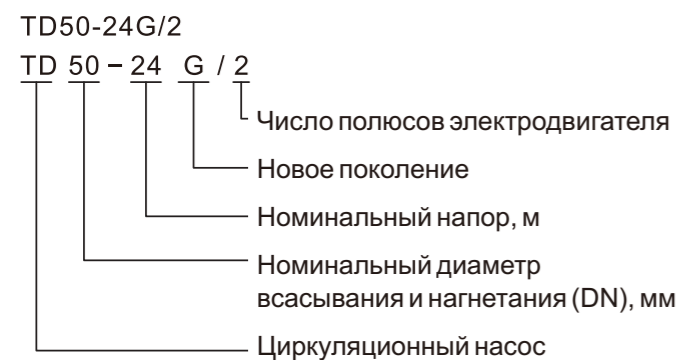 TD50-24G/2
TD 50 – 24 G / 2
Число полюсов электродвигателя
Новое поколение
Номинальный напор, м
Номинальный диаметр
всасывания и нагнетания (DN), мм
Циркуляционный насос